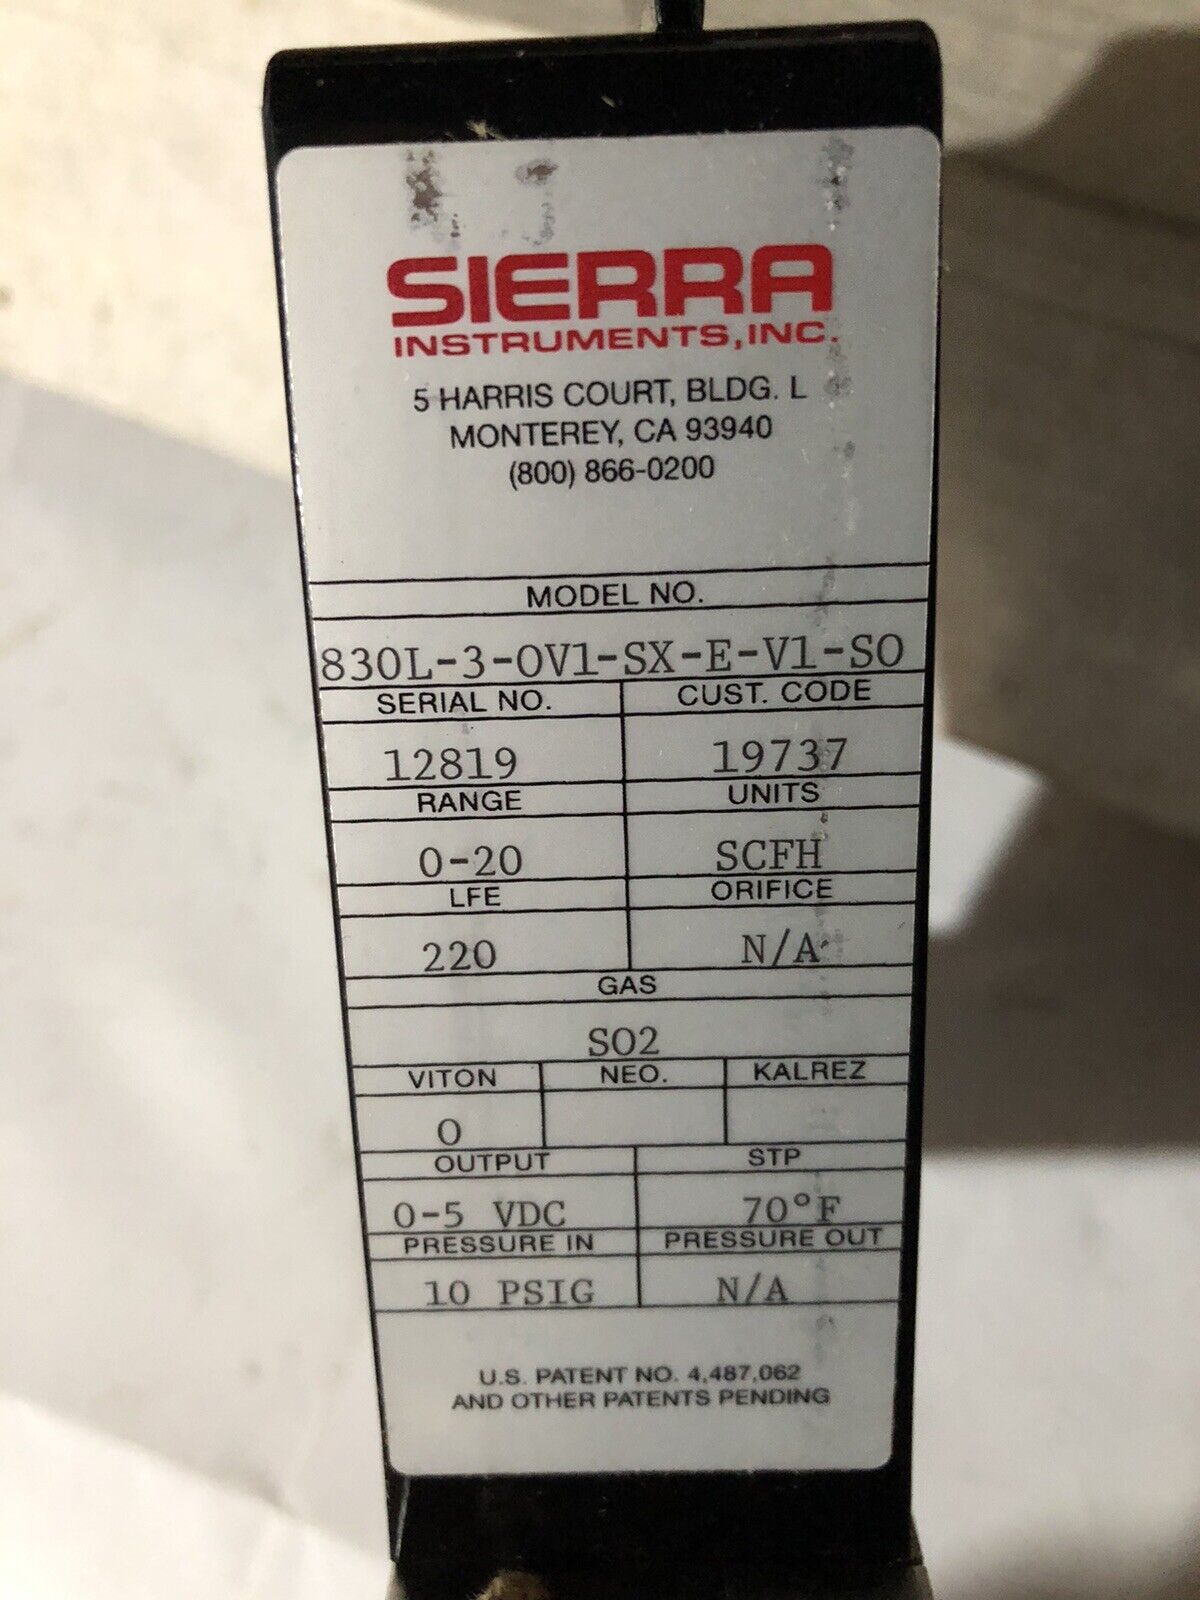 SIERRA
INSTRUMENTS, INC.
5 HARRIS COURT, BLDG. L
MONTEREY, CA 93940
(800) 866-0200
MODEL NO.
830L-3-OV1-SX-E-V1-SO
SERIAL NO. CUST. CODE
12819 19737
RANGE UNITS
0-20 SCFH
LFE ORIFICE
220 N/A
GAS
SO2
VITON NEO. KALREZ
O
OUTPUT STP
0-5 VDC 70°F
PRESSURE IN PRESSURE OUT
10 PSIG N/A
U.S. PATENT NO. 4,487,062
AND OTHER PATENTS PENDING